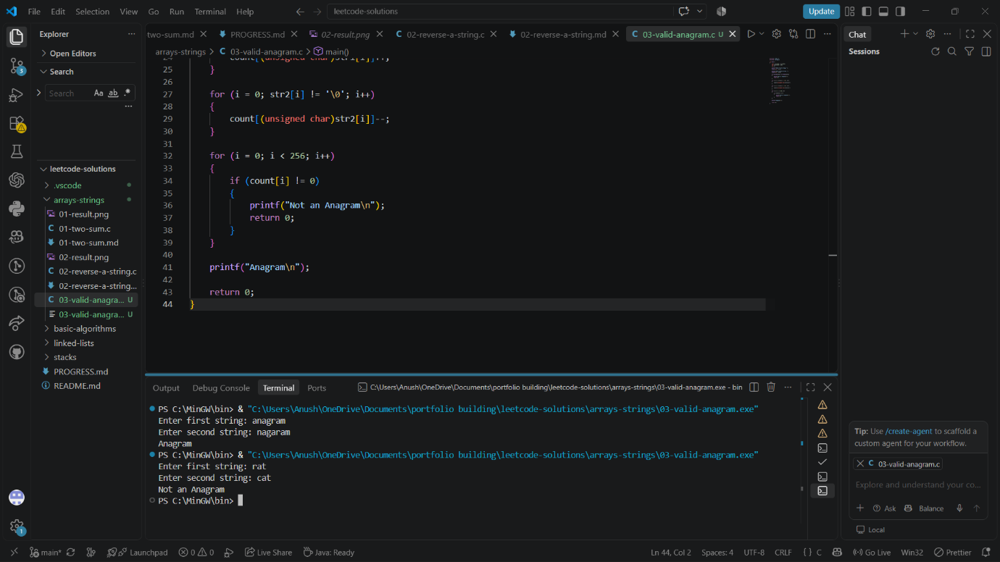 File Edit Selection View Go Run Terminal Help
leetcode-solutions
Update
Explorer
Open Editors
Search
Search Aa ab .*
leetcode-solutions
.vscode
arrays-strings
01-result.png
01-two-sum.c
01-two-sum.md
02-result.png
02-reverse-a-string.c
02-reverse-a-string...
03-valid-anagra... U
03-valid-anagra... U
basic-algorithms
linked-lists
stacks
PROGRESS.md
README.md
3
1
two-sum.md PROGRESS.md 02-result.png 02-reverse-a-string.c 02-reverse-a-string.md 03-valid-anagram.c U
arrays-strings > C 03-valid-anagram.c > main()
24 count[(unsigned char)str1[i]]++;
25 }
26
27 for (i = 0; str2[i] != '\0'; i++)
28 {
29 count[(unsigned char)str2[i]]--;
30 }
31
32 for (i = 0; i < 256; i++)
33 {
34 if (count[i] != 0)
35 {
36 printf("Not an Anagram\n");
37 return 0;
38 }
39 }
40
41 printf("Anagram\n");
42
43 return 0;
44 }
Output Debug Console Terminal Ports
C:\Users\Anush\OneDrive\Documents\portfolio building\leetcode-solutions\arrays-strings\03-valid-anagram.exe - bin
PS C:\MinGW\bin> & "C:\Users\Anush\OneDrive\Documents\portfolio building\leetcode-solutions\arrays-strings\03-valid-anagram.exe"
Enter first string: anagram
Enter second string: nagaram
Anagram
PS C:\MinGW\bin> & "C:\Users\Anush\OneDrive\Documents\portfolio building\leetcode-solutions\arrays-strings\03-valid-anagram.exe"
Enter first string: rat
Enter second string: cat
Not an Anagram
PS C:\MinGW\bin>
Chat
Sessions
Tip: Use /create-agent to scaffold a
custom agent for your workflow.
C 03-valid-anagram.c
Explore and understand your co...
Ask Balance
Local
main* Launchpad 0 0 Live Share Java: Ready
Ln 44, Col 2 Spaces: 4 UTF-8 CRLF {} C Go Live Win32 Prettier